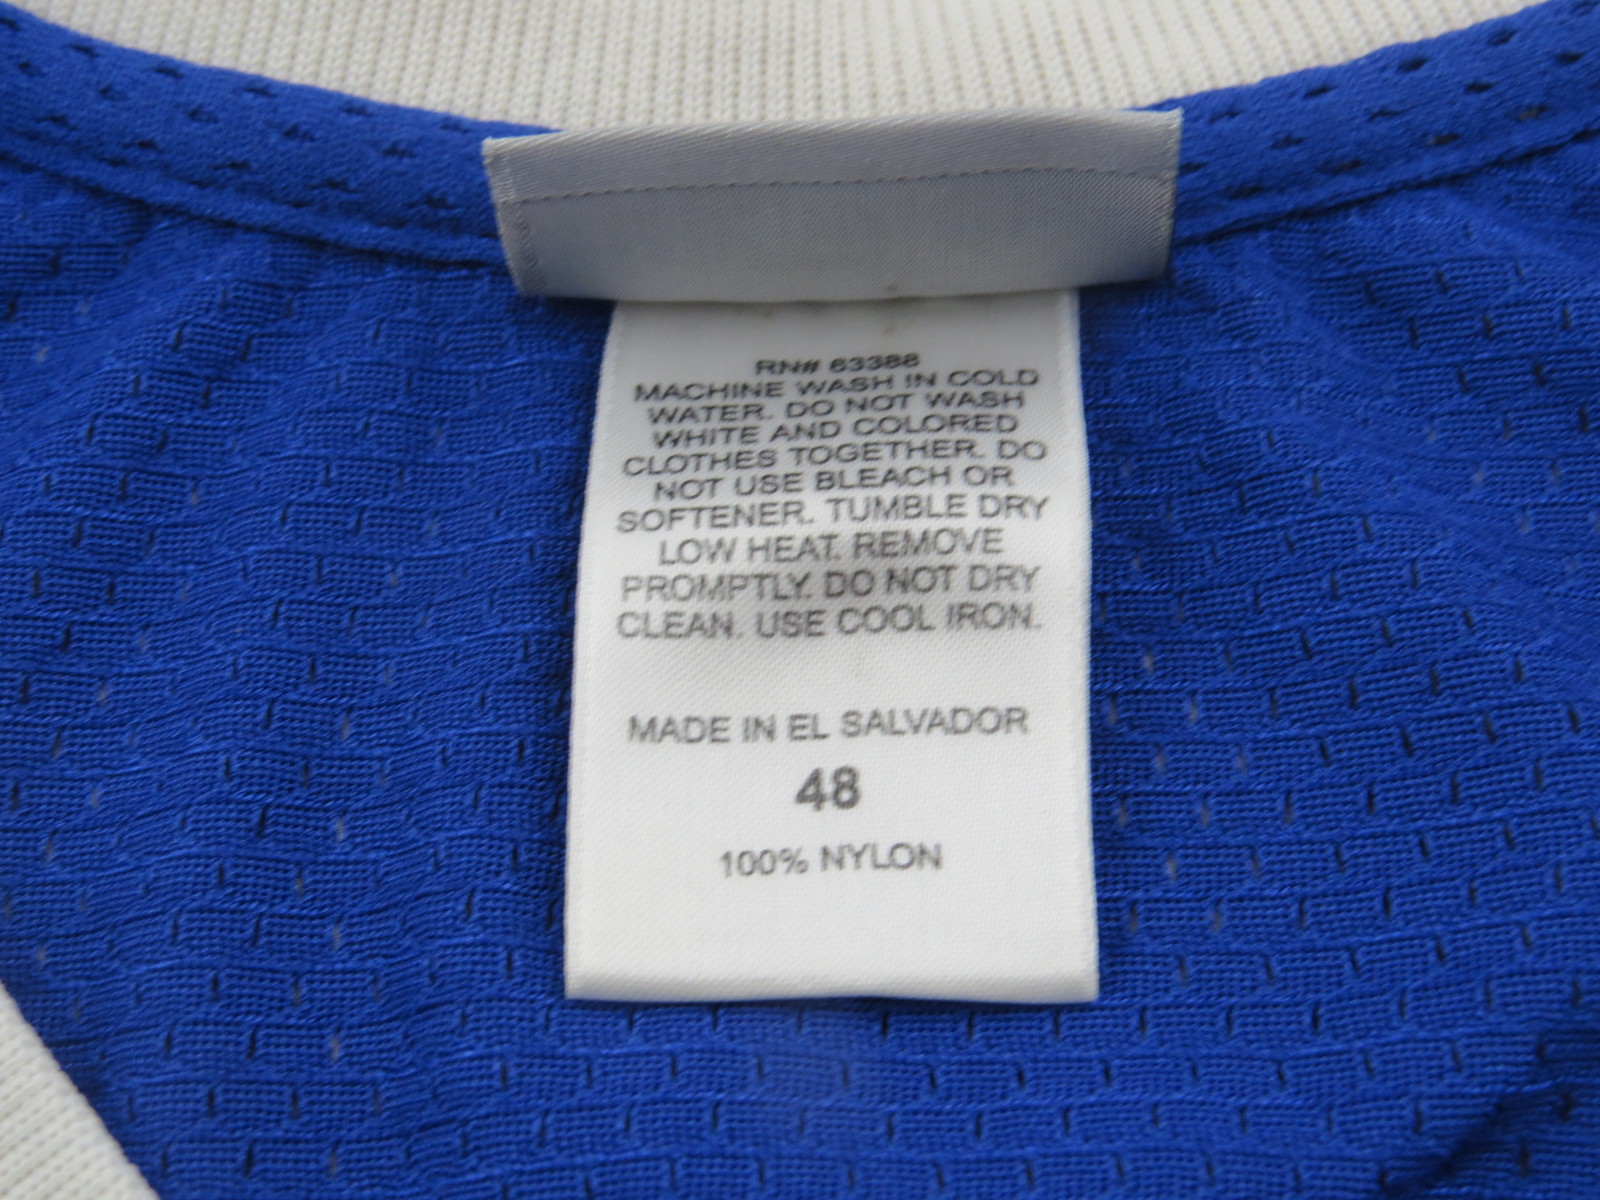 RN# 63388
MACHINE WASH IN COLD
WATER. DO NOT WASH
WHITE AND COLORED
CLOTHES TOGETHER. DO
NOT USE BLEACH OR
SOFTENER. TUMBLE DRY
LOW HEAT. REMOVE
PROMPTLY. DO NOT DRY
CLEAN. USE COOL IRON.
MADE IN EL SALVADOR
48
100% NYLON